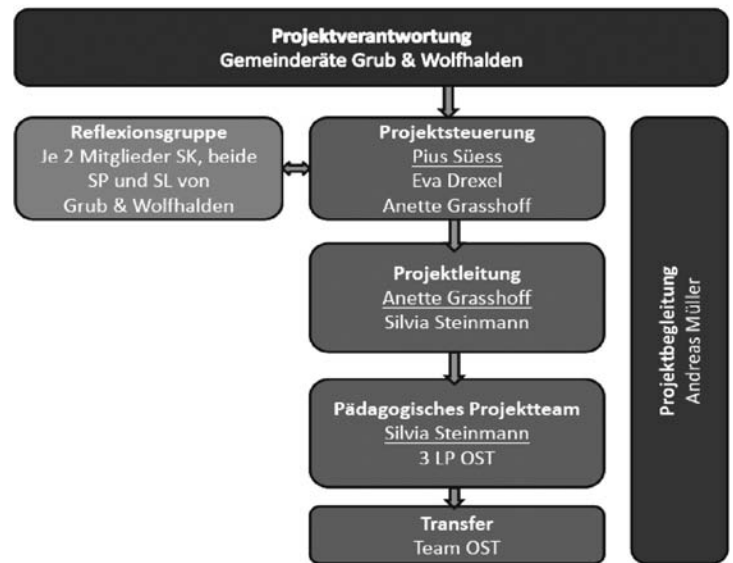 Projektverantwortung
Gemeinderäte Grub & Wolfhalden
Reflexionsgruppe
Je 2 Mitglieder SK, beide
SP und SL von
Grub & Wolfhalden
Projektsteuerung
Pius Süess
Eva Drexel
Anette Grasshoff
Projektleitung
Anette Grasshoff
Silvia Steinmann
Pädagogisches Projektteam
Silvia Steinmann
3 LP OST
Transfer
Team OST
Projektbegleitung
Andreas Müller